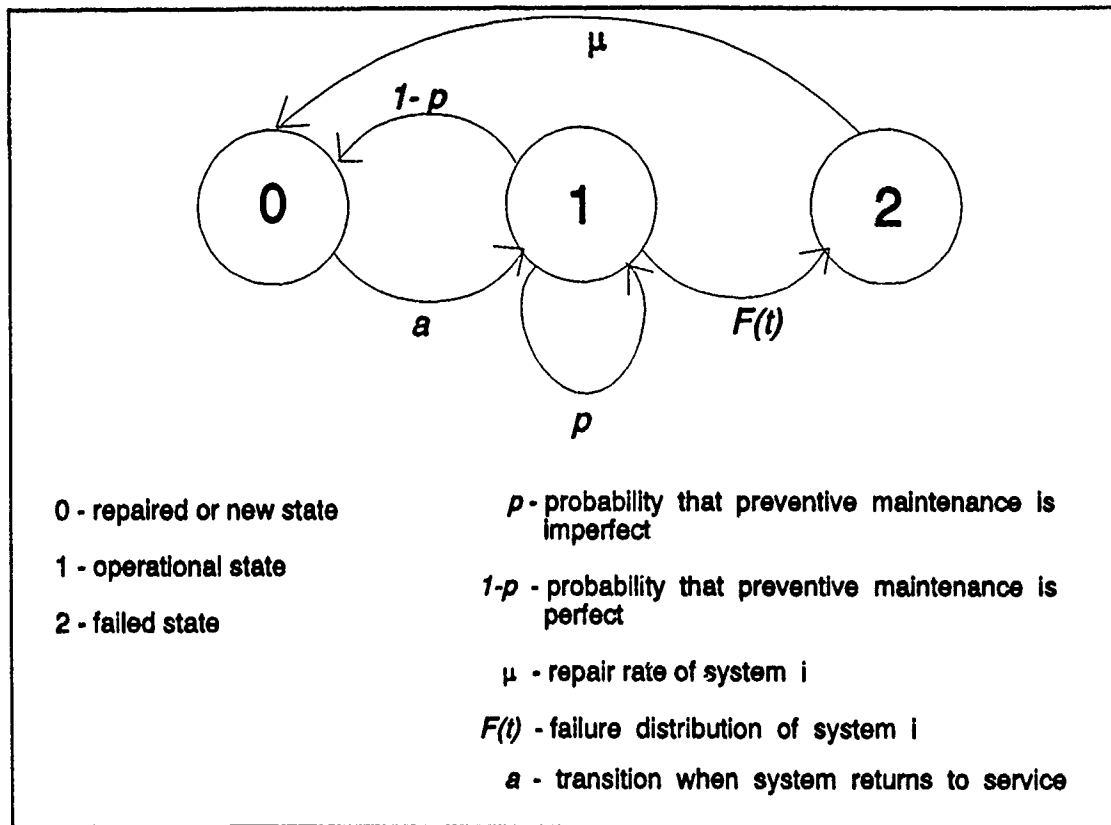 μ
1- p
0
1
2
a
F(t)
p
0 - repaired or new state
1 - operational state
2 - failed state
p - probability that preventive maintenance is
imperfect
1-p - probability that preventive maintenance is
perfect
μ - repair rate of system i
F(t) - failure distribution of system i
a - transition when system returns to service